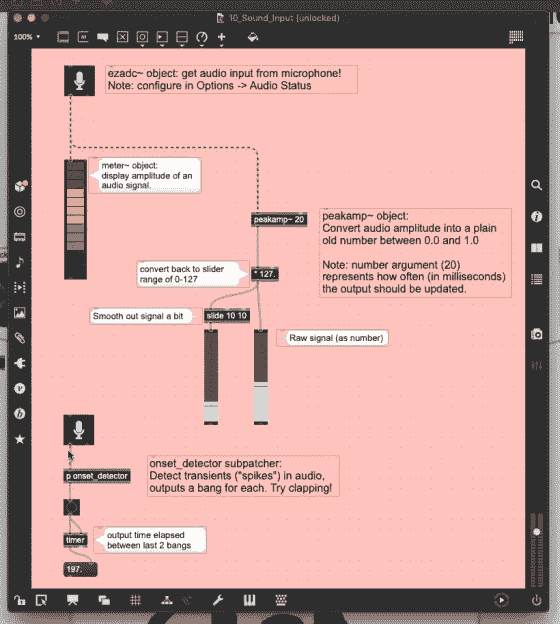 10_Sound_Input (unlocked)
100%
ezadc~ object: get audio input from microphone!
Note: configure in Options -> Audio Status
meter~ object:
display amplitude of an
audio signal.
peakamp~ 20
peakamp~ object:
Convert audio amplitude into a plain
old number between 0.0 and 1.0
Note: number argument (20)
represents how often (in miliseconds)
the output should be updated.
convert back to slider
range of 0-127
* 127.
Smooth out signal a bit
slide 10 10
Raw signal (as number)
onset_detector subpatcher:
Detect transients ("spikes") in audio,
outputs a bang for each. Try clapping!
p onset_detector
timer
output time elapsed
between last 2 bangs
197.